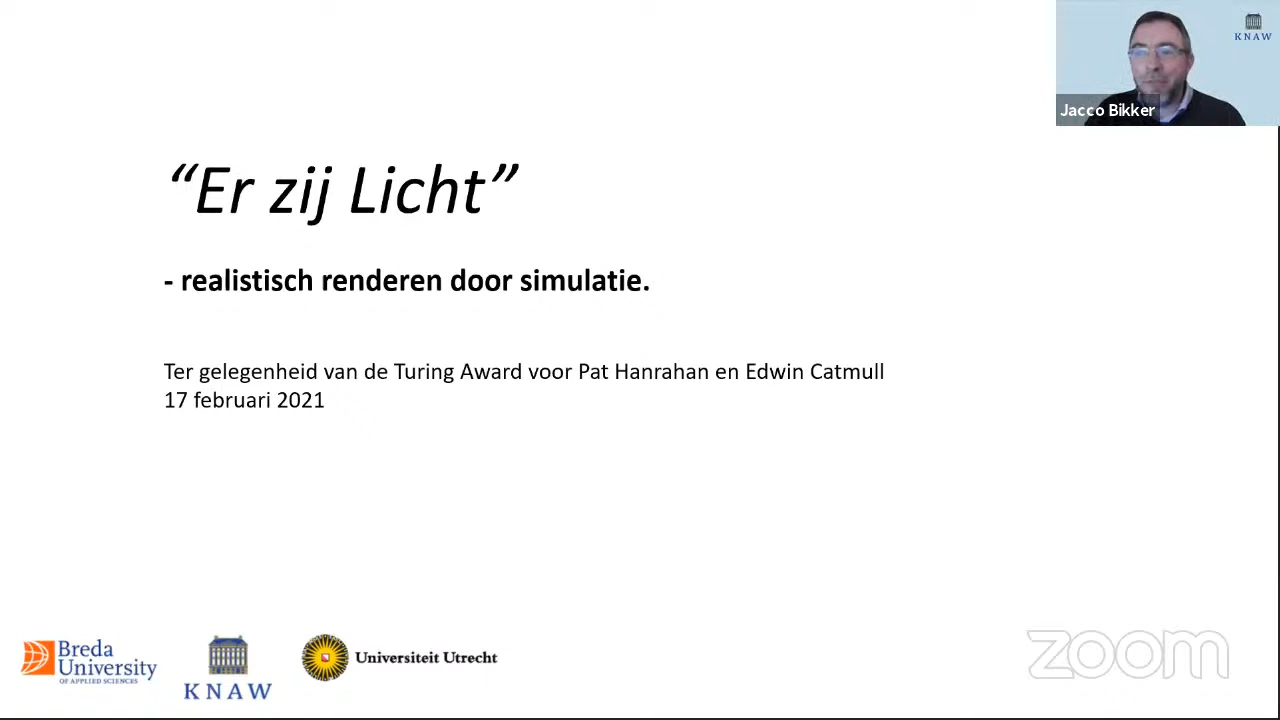 KNAW
Jacco Bikker
“Er zij Licht”
- realistisch renderen door simulatie.
Ter gelegenheid van de Turing Award voor Pat Hanrahan en Edwin Catmull
17 februari 2021
Breda
University
OF APPLIED SCIENCES
KNAW
Universiteit Utrecht
zoom